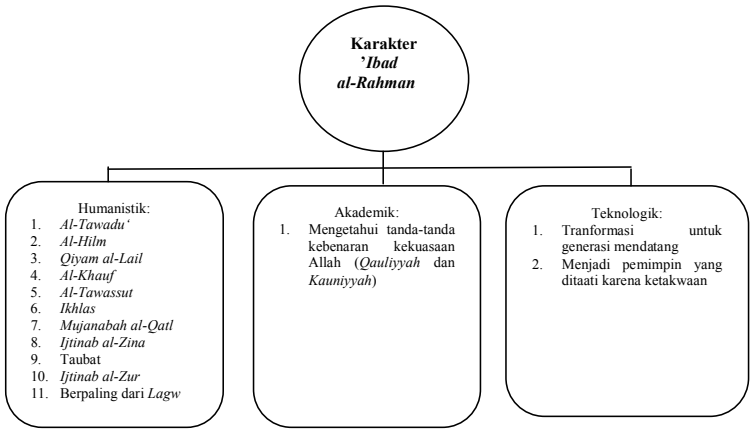 Karakter
’Ibad
al-Rahman
Humanistik:
1. Al-Tawadu‘
2. Al-Hilm
3. Qiyam al-Lail
4. Al-Khauf
5. Al-Tawassut
6. Ikhlas
7. Mujanabah al-Qatl
8. Ijtinab al-Zina
9. Taubat
10. Ijtinab al-Zur
11. Berpaling dari Lagw
Akademik:
1. Mengetahui tanda-tanda
kebenaran kekuasaan
Allah (Qauliyyah dan
Kauniyyah)
Teknologik:
1. Tranformasi untuk
generasi mendatang
2. Menjadi pemimpin yang
ditaati karena ketakwaan